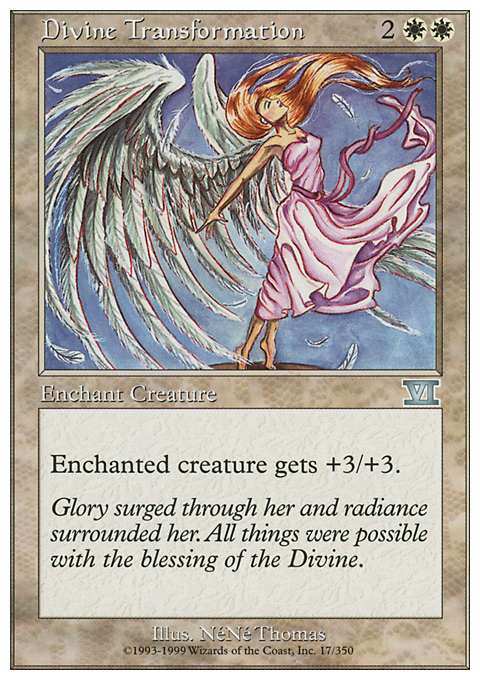 Divine Transformation 2
Enchant Creature VI
Enchanted creature gets +3/+3.
Glory surged through her and radiance
surrounded her. All things were possible
with the blessing of the Divine.
Illus. NéNé Thomas
©1993-1999 Wizards of the Coast, Inc. 17/350